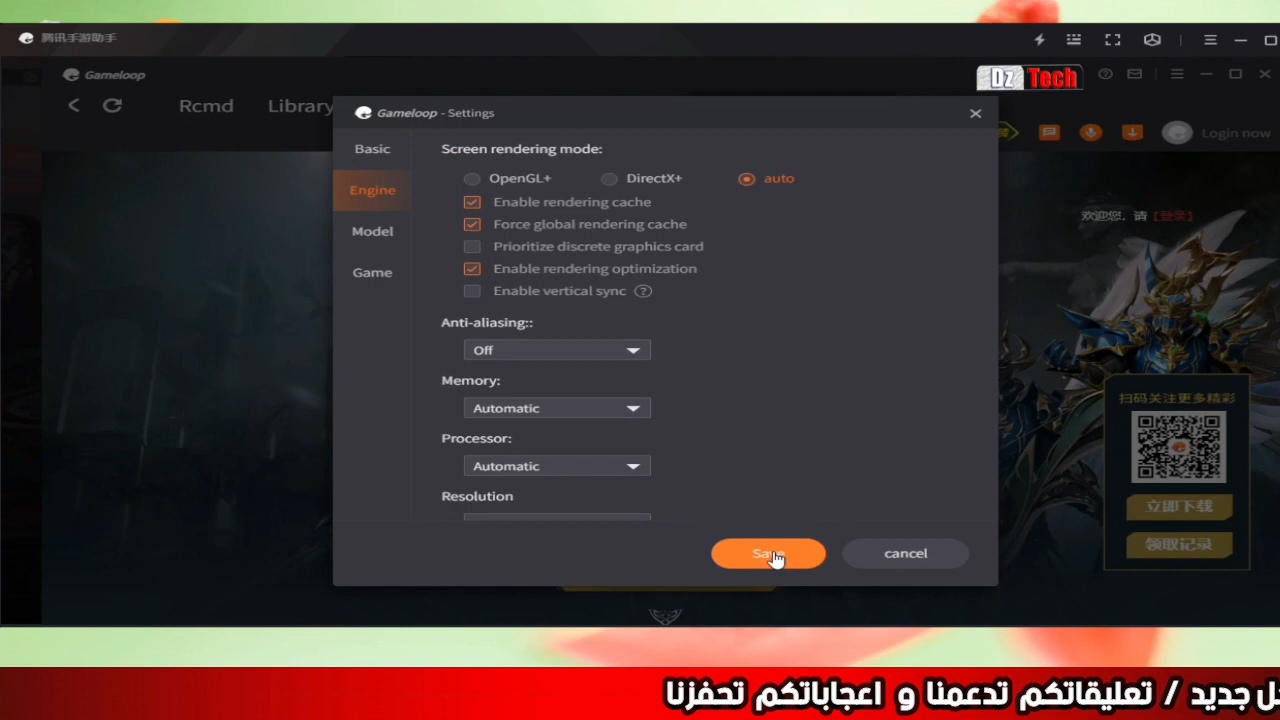 腾讯手游助手
Gameloop
Dz Tech
Rcmd
Library
Login now
Gameloop - Settings
Basic
Engine
Model
Game
Screen rendering mode:
OpenGL+
DirectX+
auto
Enable rendering cache
Force global rendering cache
Prioritize discrete graphics card
Enable rendering optimization
Enable vertical sync ?
Anti-aliasing::
Off
Memory:
Automatic
Processor:
Automatic
Resolution
Save
cancel
欢迎您，请【登录】
扫码关注更多精彩
立即下载
领取记录
جديد / تعليقاتكم تدعمنا و اعجاباتكم تحفزنا